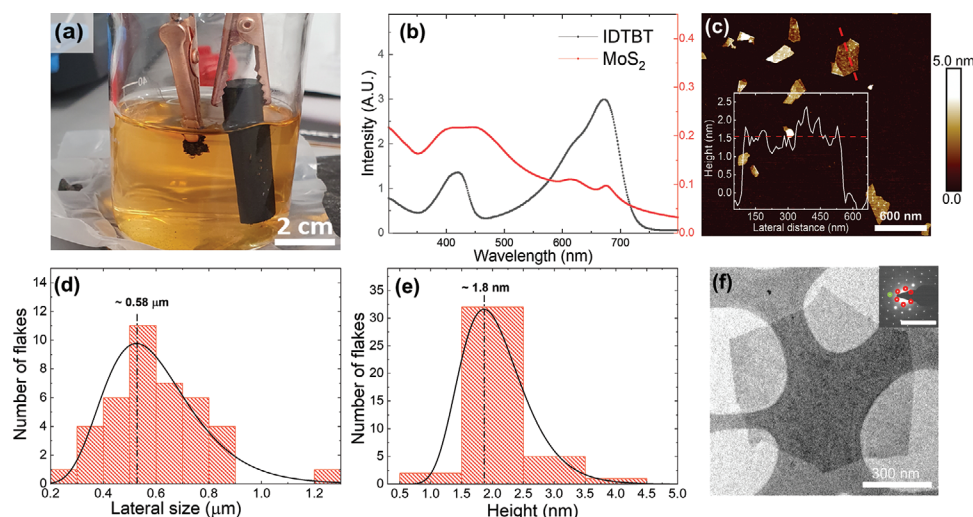 (a)
40
2 cm
(b)
IDTBT
MoS2
Intensity (A.U.)
4
3
2
1
0
0.4
0.3
0.2
0.1
0.0
400 500 600 700
Wavelength (nm)
(c)
5.0 nm
0.0
Height (nm)
2.5
2.0
1.5
1.0
0.5
0.0
150 300 450 600
Lateral distance (nm)
600 nm
(d)
~ 0.58 μm
Number of flakes
14
12
10
8
6
4
2
0
0.2 0.4 0.6 0.8 1.0 1.2
Lateral size (μm)
(e)
~ 1.8 nm
Number of flakes
35
30
25
20
15
10
5
0
0.5 1.0 1.5 2.0 2.5 3.0 3.5 4.0 4.5 5.0
Height (nm)
(f)
300 nm